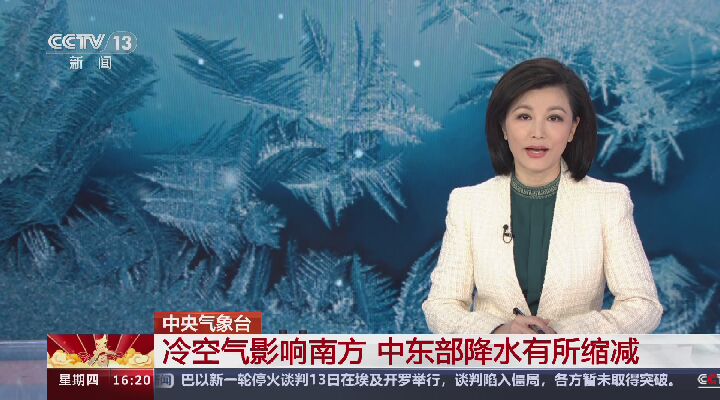 CCTV 13
新闻
中央气象台
冷空气影响南方 中东部降水有所缩减
星期四 16:20 新闻 巴以新一轮停火谈判13日在埃及开罗举行，谈判陷入僵局，各方暂未取得突破。